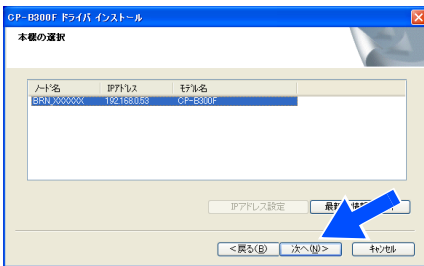 CP-B300F ドライバ インストール
本機の選択
ノード名 IPアドレス モデル名
BRN_XXXXXX 192.168.0.53 CP-B300F
IPアドレス設定
<戻る(B) 次へ(N)> キャンセル